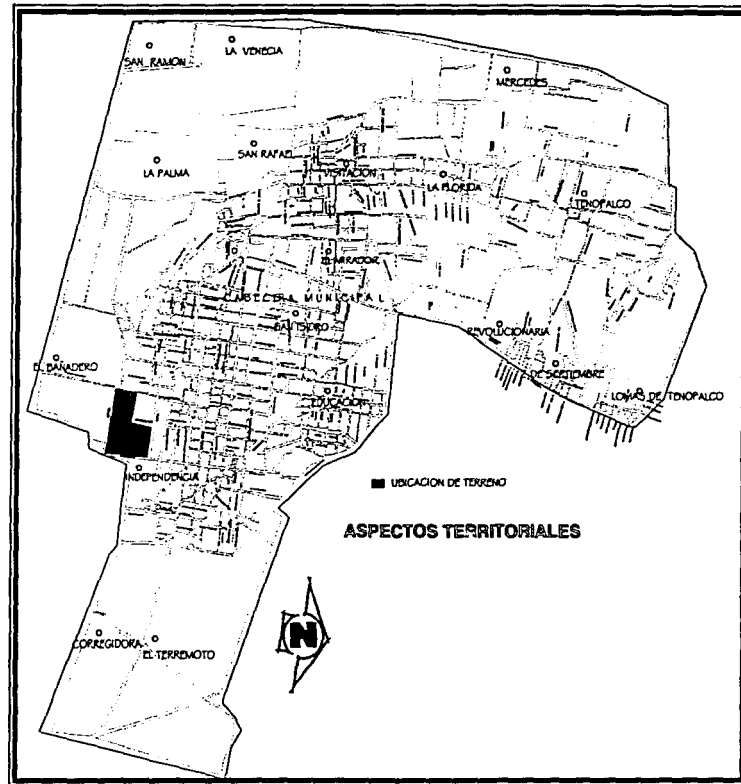 LA VENECIA
SAN RAMON
MERCEDES
SAN RAFAEL
LA PALMA
VISITACION
LA FLORIDA
TENOPALCO
EL MIRADOR
CABECERA MUNICIPAL
SAN ISIDRO
REVOLUCIONARIA
EL BAÑADERO
DE SEPTIEMBRE
LOMAS DE TENOPALCO
EDUCACION
INDEPENDENCIA
UBICACION DE TERRENO
ASPECTOS TERRITORIALES
N
CORREGIDORA
EL TERREMOTO